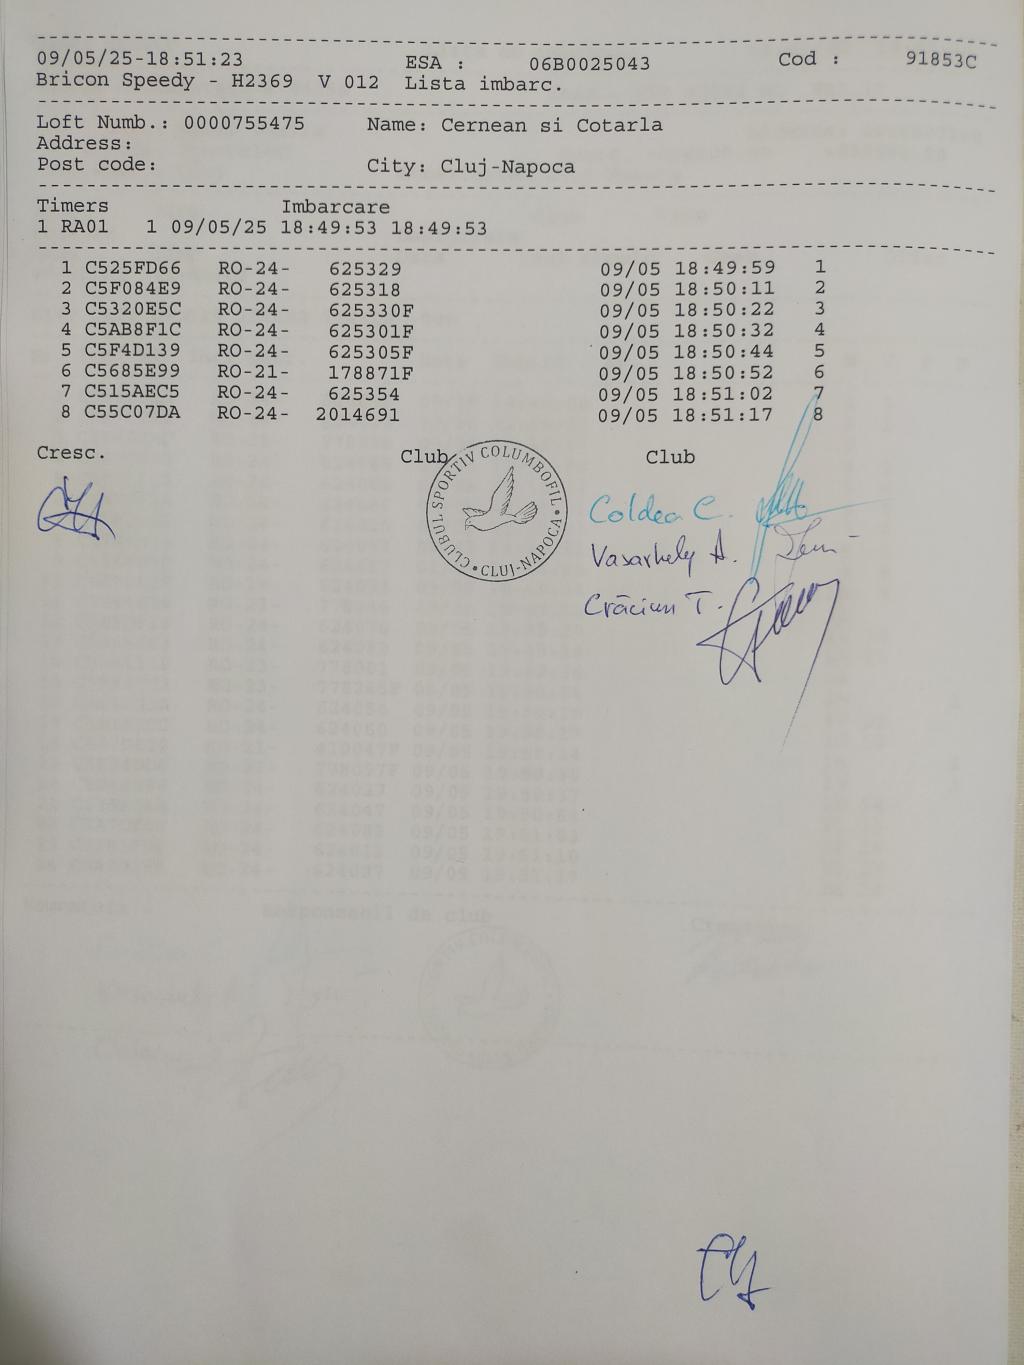 09/05/25-18:51:23 ESA : 06B0025043 Cod : 91853C
Bricon Speedy - H2369 V 012 Lista imbarc.
Loft Numb.: 0000755475 Name: Cernean si Cotarla
Address:
Post code: City: Cluj-Napoca
Timers Imbarcare
1 RA01 1 09/05/25 18:49:53 18:49:53
1 C525FD66 RO-24- 625329 09/05 18:49:59 1
2 C5F084E9 RO-24- 625318 09/05 18:50:11 2
3 C5320E5C RO-24- 625330F 09/05 18:50:22 3
4 C5AB8F1C RO-24- 625301F 09/05 18:50:32 4
5 C5F4D139 RO-24- 625305F 09/05 18:50:44 5
6 C5685E99 RO-21- 178871F 09/05 18:50:52 6
7 C515AEC5 RO-24- 625354 09/05 18:51:02 7
8 C55C07DA RO-24- 2014691 09/05 18:51:17 8
Cresc. Club Club
CLUBUL SPORTIV COLUMBOFIL • CLUJ-NAPOCA •
Coldea C.
Vasarhely A.
Crăciun T.